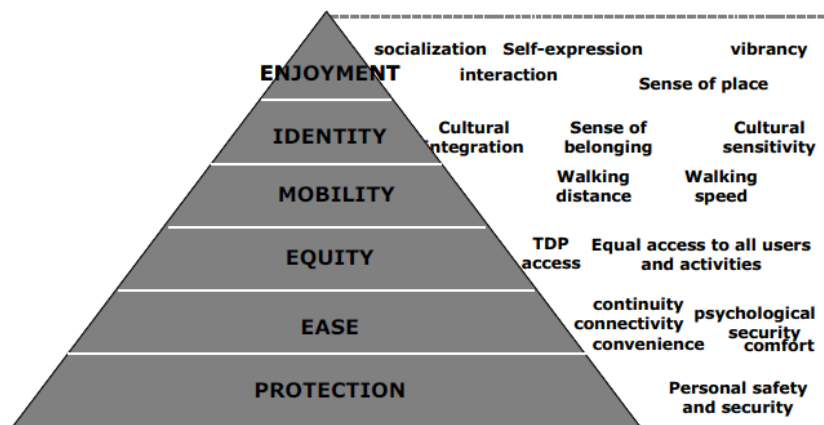 socialization Self-expression vibrancy
ENJOYMENT interaction
Sense of place
IDENTITY
Cultural
integration
Sense of
belonging
Cultural
sensitivity
MOBILITY
Walking
distance
Walking
speed
EQUITY
TDP
access
Equal access to all users
and activities
EASE
continuity
connectivity
convenience
psychological
security
comfort
PROTECTION
Personal safety
and security